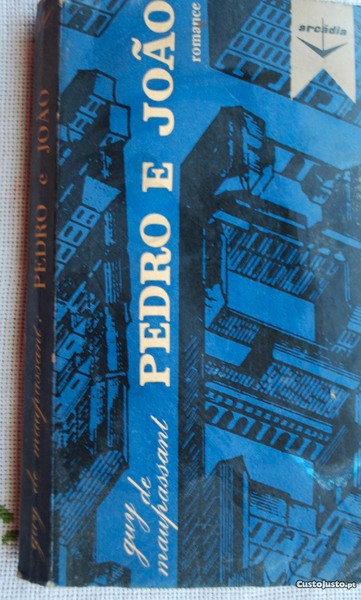 arcádia
PEDRO E JOÃO
romance
guy de
maupassant
guy de maupassant: PEDRO e JOÃO
CustoJusto.pt